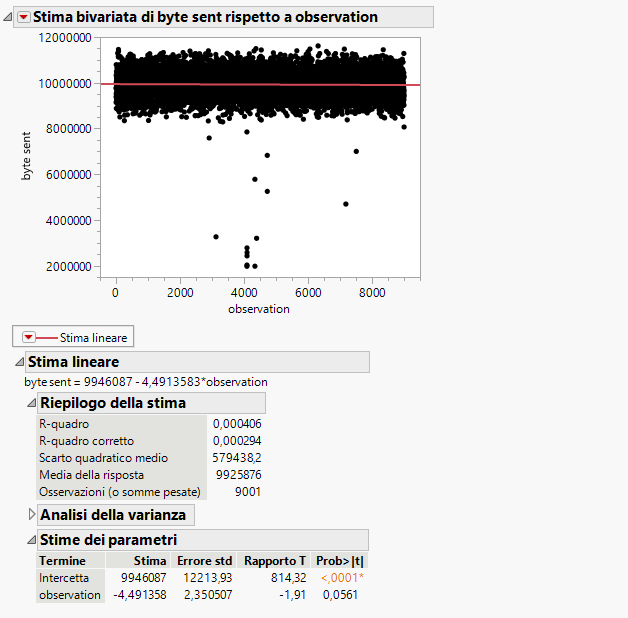 Stima bivariata di byte sent rispetto a observation
12000000
10000000
8000000
6000000
4000000
2000000
byte sent
0 2000 4000 6000 8000
observation
Stima lineare
Stima lineare
byte sent = 9946087 - 4,4913583*observation
Riepilogo della stima
R-quadro 0,000406
R-quadro corretto 0,000294
Scarto quadratico medio 579438,2
Media della risposta 9925876
Osservazioni (o somme pesate) 9001
Analisi della varianza
Stime dei parametri
Termine Stima Errore std Rapporto T Prob>|t|
Intercetta 9946087 12213,93 814,32 <,0001*
observation -4,491358 2,350507 -1,91 0,0561